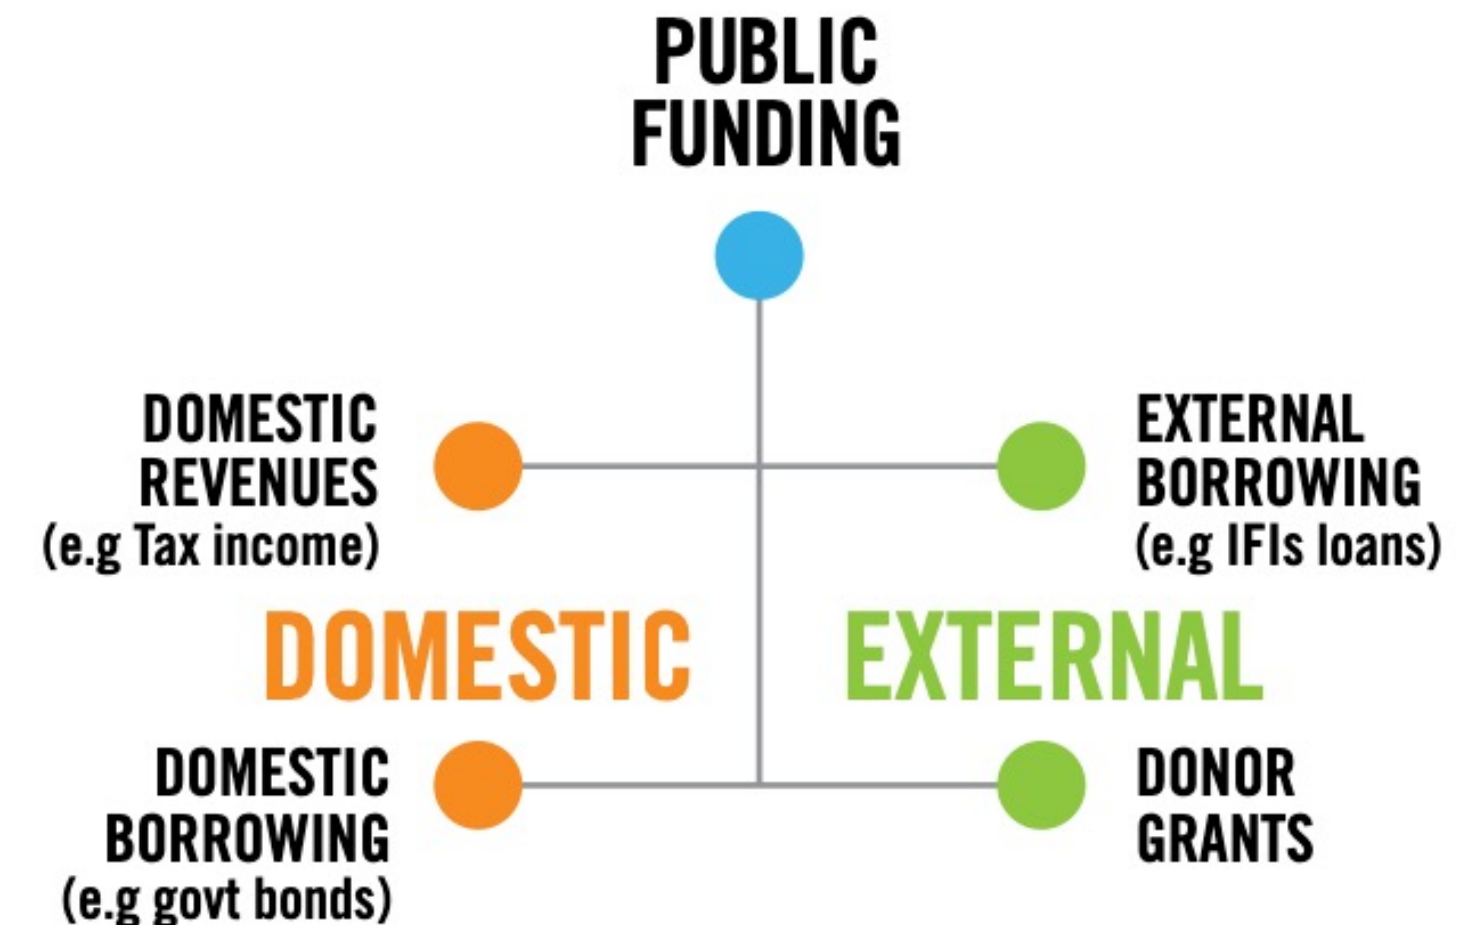 PUBLIC
FUNDING
DOMESTIC
REVENUES
(e.g Tax income)
EXTERNAL
BORROWING
(e.g IFIs loans)
DOMESTIC
EXTERNAL
DOMESTIC
BORROWING
(e.g govt bonds)
DONOR
GRANTS